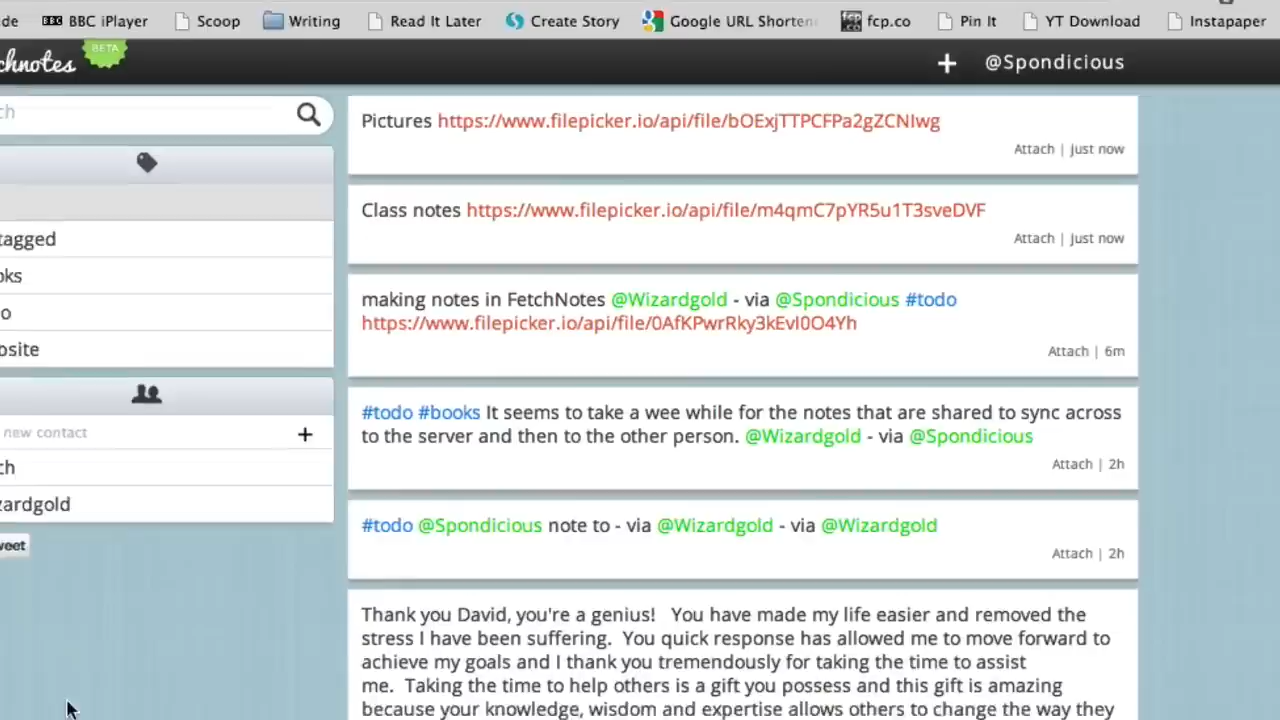 de BBC iPlayer Scoop Writing Read It Later Create Story Google URL Shorten fcp.co Pin It YT Download Instapaper
chnotes BETA + @Spondicious
ch
tagged
oks
o
osite
new contact +
ch
zardgold
weet
Pictures https://www.filepicker.io/api/file/bOExjTTPCFPa2gZCNIwg
Attach | just now
Class notes https://www.filepicker.io/api/file/m4qmC7pYR5u1T3sveDVF
Attach | just now
making notes in FetchNotes @Wizardgold - via @Spondicious #todo
https://www.filepicker.io/api/file/0AfKPwrRky3kEvI0O4Yh
Attach | 6m
#todo #books It seems to take a wee while for the notes that are shared to sync across
to the server and then to the other person. @Wizardgold - via @Spondicious
Attach | 2h
#todo @Spondicious note to - via @Wizardgold - via @Wizardgold
Attach | 2h
Thank you David, you're a genius! You have made my life easier and removed the
stress I have been suffering. You quick response has allowed me to move forward to
achieve my goals and I thank you tremendously for taking the time to assist
me. Taking the time to help others is a gift you possess and this gift is amazing
because your knowledge, wisdom and expertise allows others to change the way they